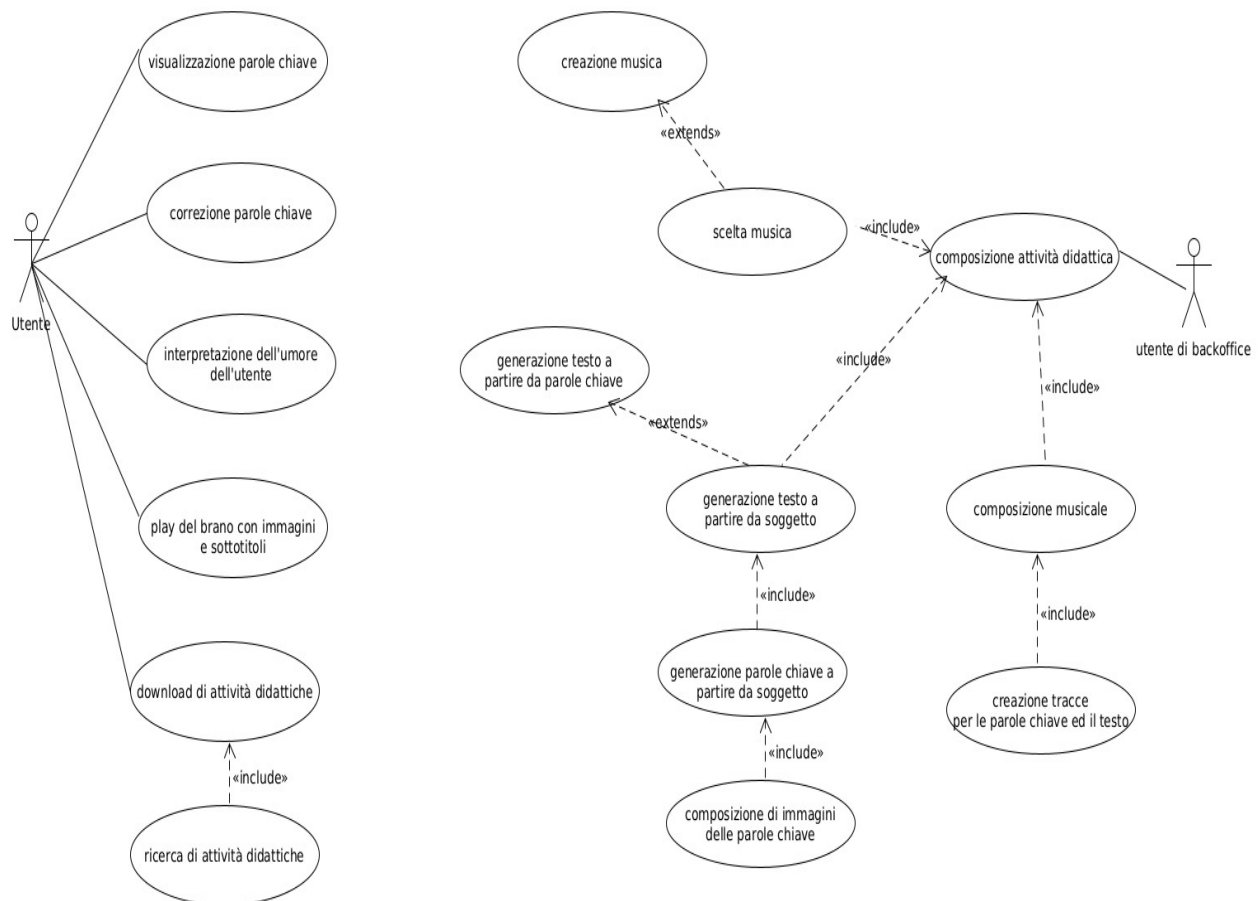 visualizzazione parole chiave
correzione parole chiave
Utente
interpretazione dell'umore
dell'utente
play del brano con immagini
e sottotitoli
download di attività didattiche
«include»
ricerca di attività didattiche
creazione musica
«extends»
scelta musica
«include»
composizione attività didattica
utente di backoffice
generazione testo a
partire da parole chiave
«include»
«extends»
«include»
generazione testo a
partire da soggetto
composizione musicale
«include»
«include»
generazione parole chiave a
partire da soggetto
creazione tracce
per le parole chiave ed il testo
«include»
composizione di immagini
delle parole chiave